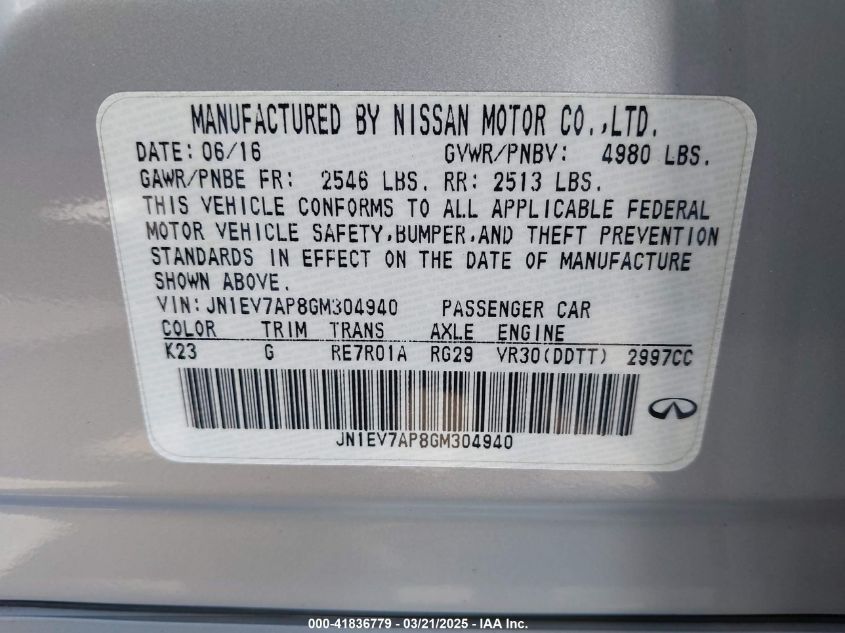 MANUFACTURED BY NISSAN MOTOR CO.,LTD.
DATE: 06/16 GVWR/PNBV: 4980 LBS.
GAWR/PNBE FR: 2546 LBS. RR: 2513 LBS.
THIS VEHICLE CONFORMS TO ALL APPLICABLE FEDERAL
MOTOR VEHICLE SAFETY,BUMPER,AND THEFT PREVENTION
STANDARDS IN EFFECT ON THE DATE OF MANUFACTURE
SHOWN ABOVE.
VIN: JN1EV7AP8GM304940 PASSENGER CAR
COLOR TRIM TRANS AXLE ENGINE
K23 G RE7R01A RG29 VR30(DDTT) 2997CC
JN1EV7AP8GM304940
000-41836779 - 03/21/2025 - IAA Inc.